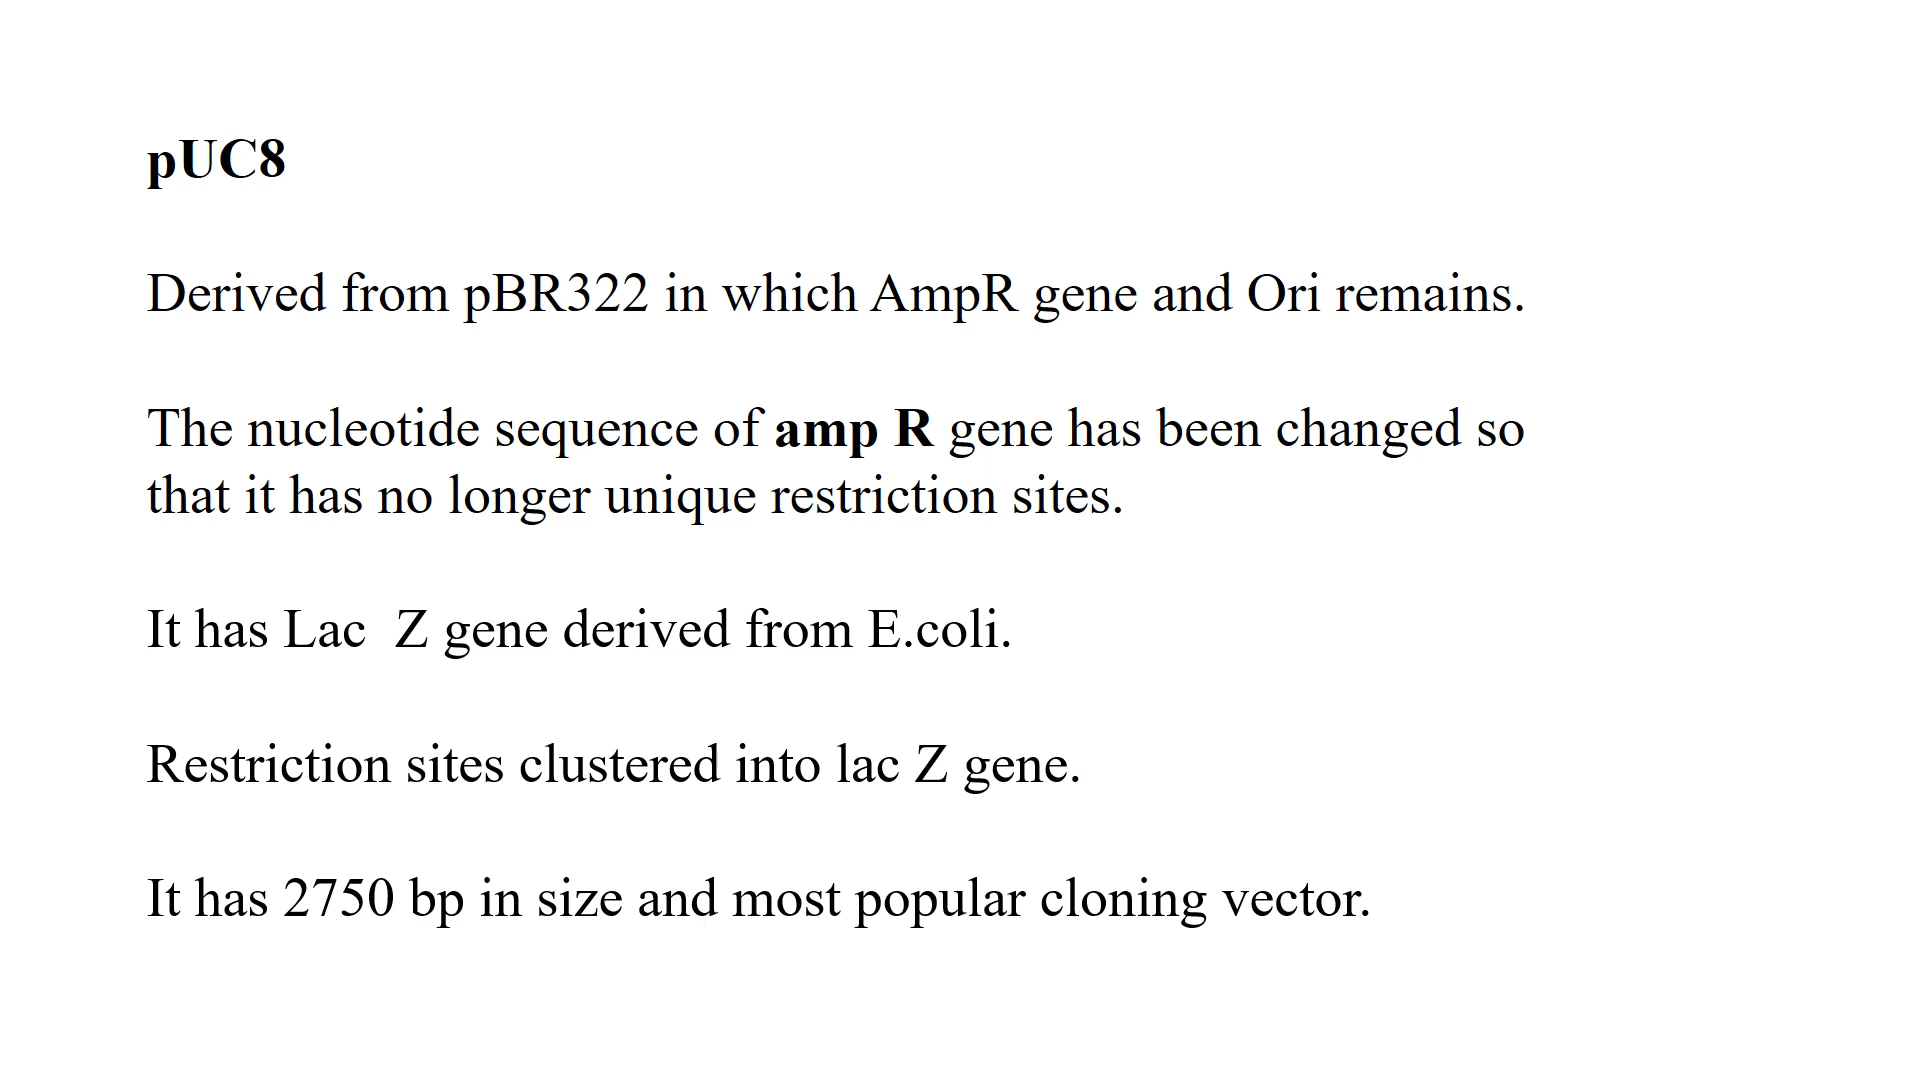 pUC8
Derived from pBR322 in which AmpR gene and Ori remains.
The nucleotide sequence of amp R gene has been changed so
that it has no longer unique restriction sites.
It has Lac  Z gene derived from E.coli.
Restriction sites clustered into lac Z gene.
It has 2750 bp in size and most popular cloning vector.